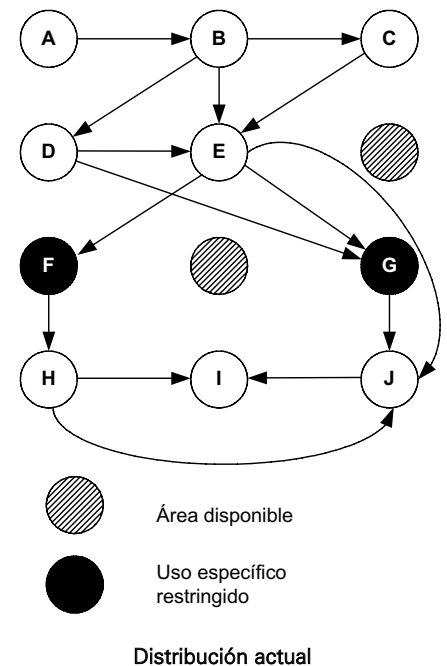 A
B
C
D
E
F
G
H
I
J
Área disponible
Uso específico
restringido
Distribución actual